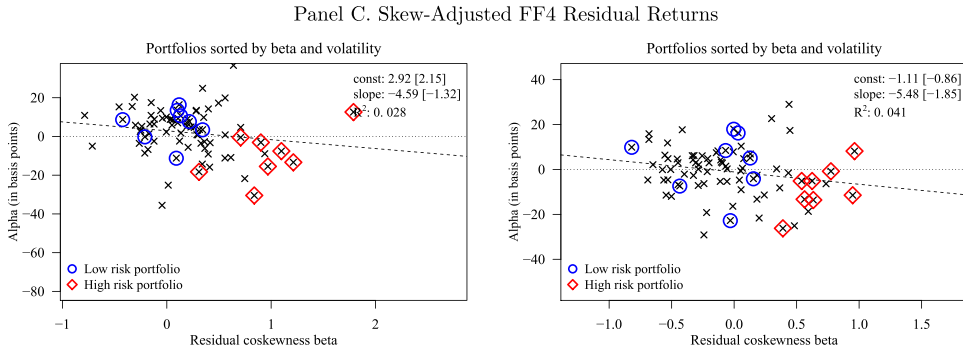 Panel C. Skew-Adjusted FF4 Residual Returns
Portfolios sorted by beta and volatility
const: 2.92 [2.15]
slope: −4.59 [−1.32]
R²: 0.028
20
0
−20
−40
−60
−80
Alpha (in basis points)
Low risk portfolio
High risk portfolio
−1
0
1
2
Residual coskewness beta
Portfolios sorted by beta and volatility
const: −1.11 [−0.86]
slope: −5.48 [−1.85]
R²: 0.041
40
20
0
−20
−40
Alpha (in basis points)
Low risk portfolio
High risk portfolio
−1.0
−0.5
0.0
0.5
1.0
1.5
Residual coskewness beta